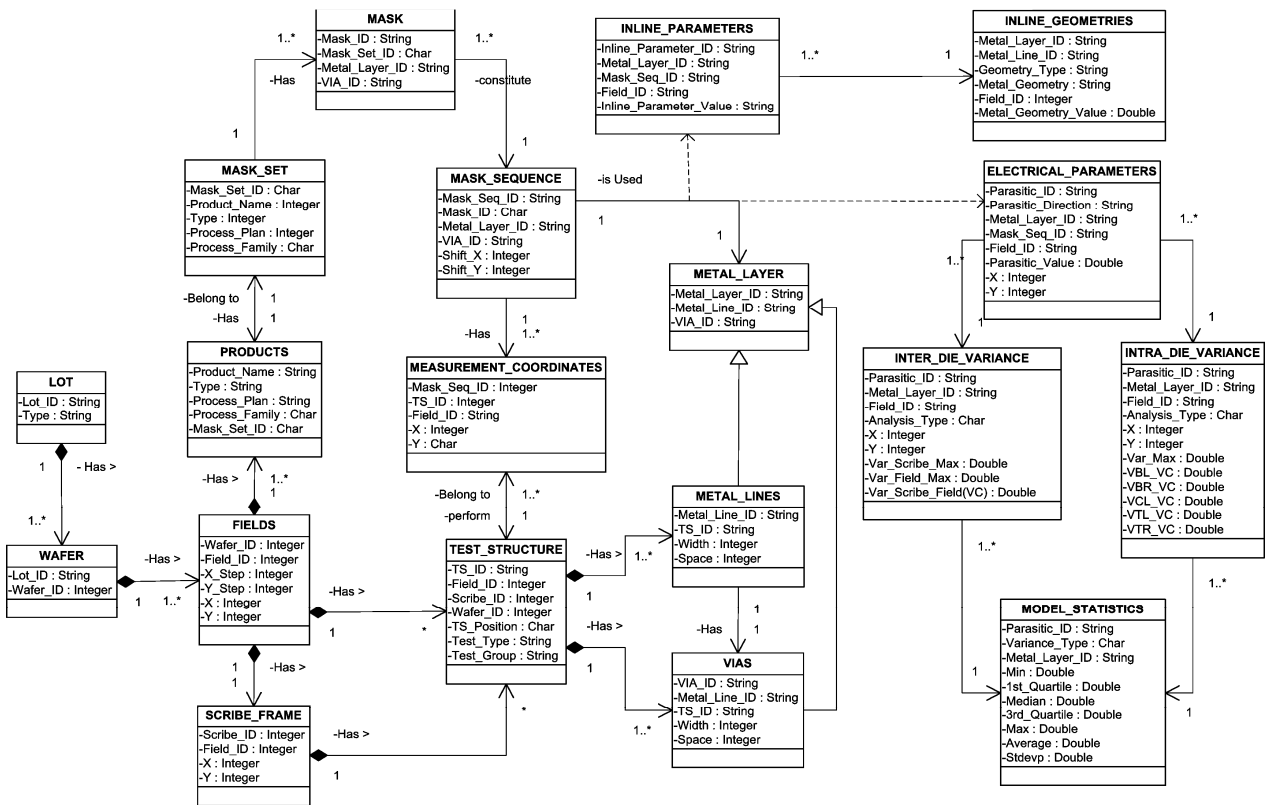 MASK
-Mask_ID : String
-Mask_Set_ID : Char
-Metal_Layer_ID : String
-VIA_ID : String
1..*
-Has
1
1..*
-constitute
1
INLINE_PARAMETERS
-Inline_Parameter_ID : String
-Metal_Layer_ID : String
-Mask_Seq_ID : String
-Field_ID : String
-Inline_Parameter_Value : String
1..*
1
INLINE_GEOMETRIES
-Metal_Layer_ID : String
-Metal_Line_ID : String
-Geometry_Type : String
-Metal_Geometry : String
-Field_ID : Integer
-Metal_Geometry_Value : Double
MASK_SET
-Mask_Set_ID : Char
-Product_Name : Integer
-Type : Integer
-Process_Plan : Integer
-Process_Family : Char
-Belong to
1
-Has
1
MASK_SEQUENCE
-Mask_Seq_ID : String
-Mask_ID : Char
-Metal_Layer_ID : String
-VIA_ID : String
-Shift_X : Integer
-Shift_Y : Integer
-is Used
1
1
1
-Has
1..*
ELECTRICAL_PARAMETERS
-Parasitic_ID : String
-Parasitic_Direction : String
-Metal_Layer_ID : String
-Mask_Seq_ID : String
-Field_ID : String
-Parasitic_Value : Double
-X : Integer
-Y : Integer
1..*
1
1..*
1
METAL_LAYER
-Metal_Layer_ID : String
-Metal_Line_ID : String
-VIA_ID : String
PRODUCTS
-Product_Name : String
-Type : String
-Process_Plan : String
-Process_Family : Char
-Mask_Set_ID : Char
-Has >
1..*
1
MEASUREMENT_COORDINATES
-Mask_Seq_ID : Integer
-TS_ID : Integer
-Field_ID : String
-X : Integer
-Y : Char
-Belong to
1..*
-perform
1
INTER_DIE_VARIANCE
-Parasitic_ID : String
-Metal_Layer_ID : String
-Field_ID : String
-Analysis_Type : Char
-X : Integer
-Y : Integer
-Var_Scribe_Max : Double
-Var_Field_Max : Double
-Var_Scribe_Field(VC) : Double
1..*
1
INTRA_DIE_VARIANCE
-Parasitic_ID : String
-Metal_Layer_ID : String
-Field_ID : String
-Analysis_Type : Char
-X : Integer
-Y : Integer
-Var_Max : Double
-VBL_VC : Double
-VBR_VC : Double
-VCL_VC : Double
-VTL_VC : Double
-VTR_VC : Double
1..*
1
LOT
-Lot_ID : String
-Type : String
1
- Has >
1..*
WAFER
-Lot_ID : String
-Wafer_ID : Integer
-Has >
1
1..*
FIELDS
-Wafer_ID : Integer
-Field_ID : Integer
-X_Step : Integer
-Y_Step : Integer
-X : Integer
-Y : Integer
-Has >
1
*
1
-Has >
1
TEST_STRUCTURE
-TS_ID : String
-Field_ID : Integer
-Scribe_ID : Integer
-Wafer_ID : Integer
-TS_Position : Char
-Test_Type : String
-Test_Group : String
-Has >
1..*
1
-Has >
1
1..*
METAL_LINES
-Metal_Line_ID : String
-TS_ID : String
-Width : Integer
-Space : Integer
1
-Has
1
VIAS
-VIA_ID : String
-Metal_Line_ID : String
-TS_ID : String
-Width : Integer
-Space : Integer
SCRIBE_FRAME
-Scribe_ID : Integer
-Field_ID : Integer
-X : Integer
-Y : Integer
-Has >
1
*
MODEL_STATISTICS
-Parasitic_ID : String
-Variance_Type : Char
-Metal_Layer_ID : String
-Min : Double
-1st_Quartile : Double
-Median : Double
-3rd_Quartile : Double
-Max : Double
-Average : Double
-Stdevp : Double